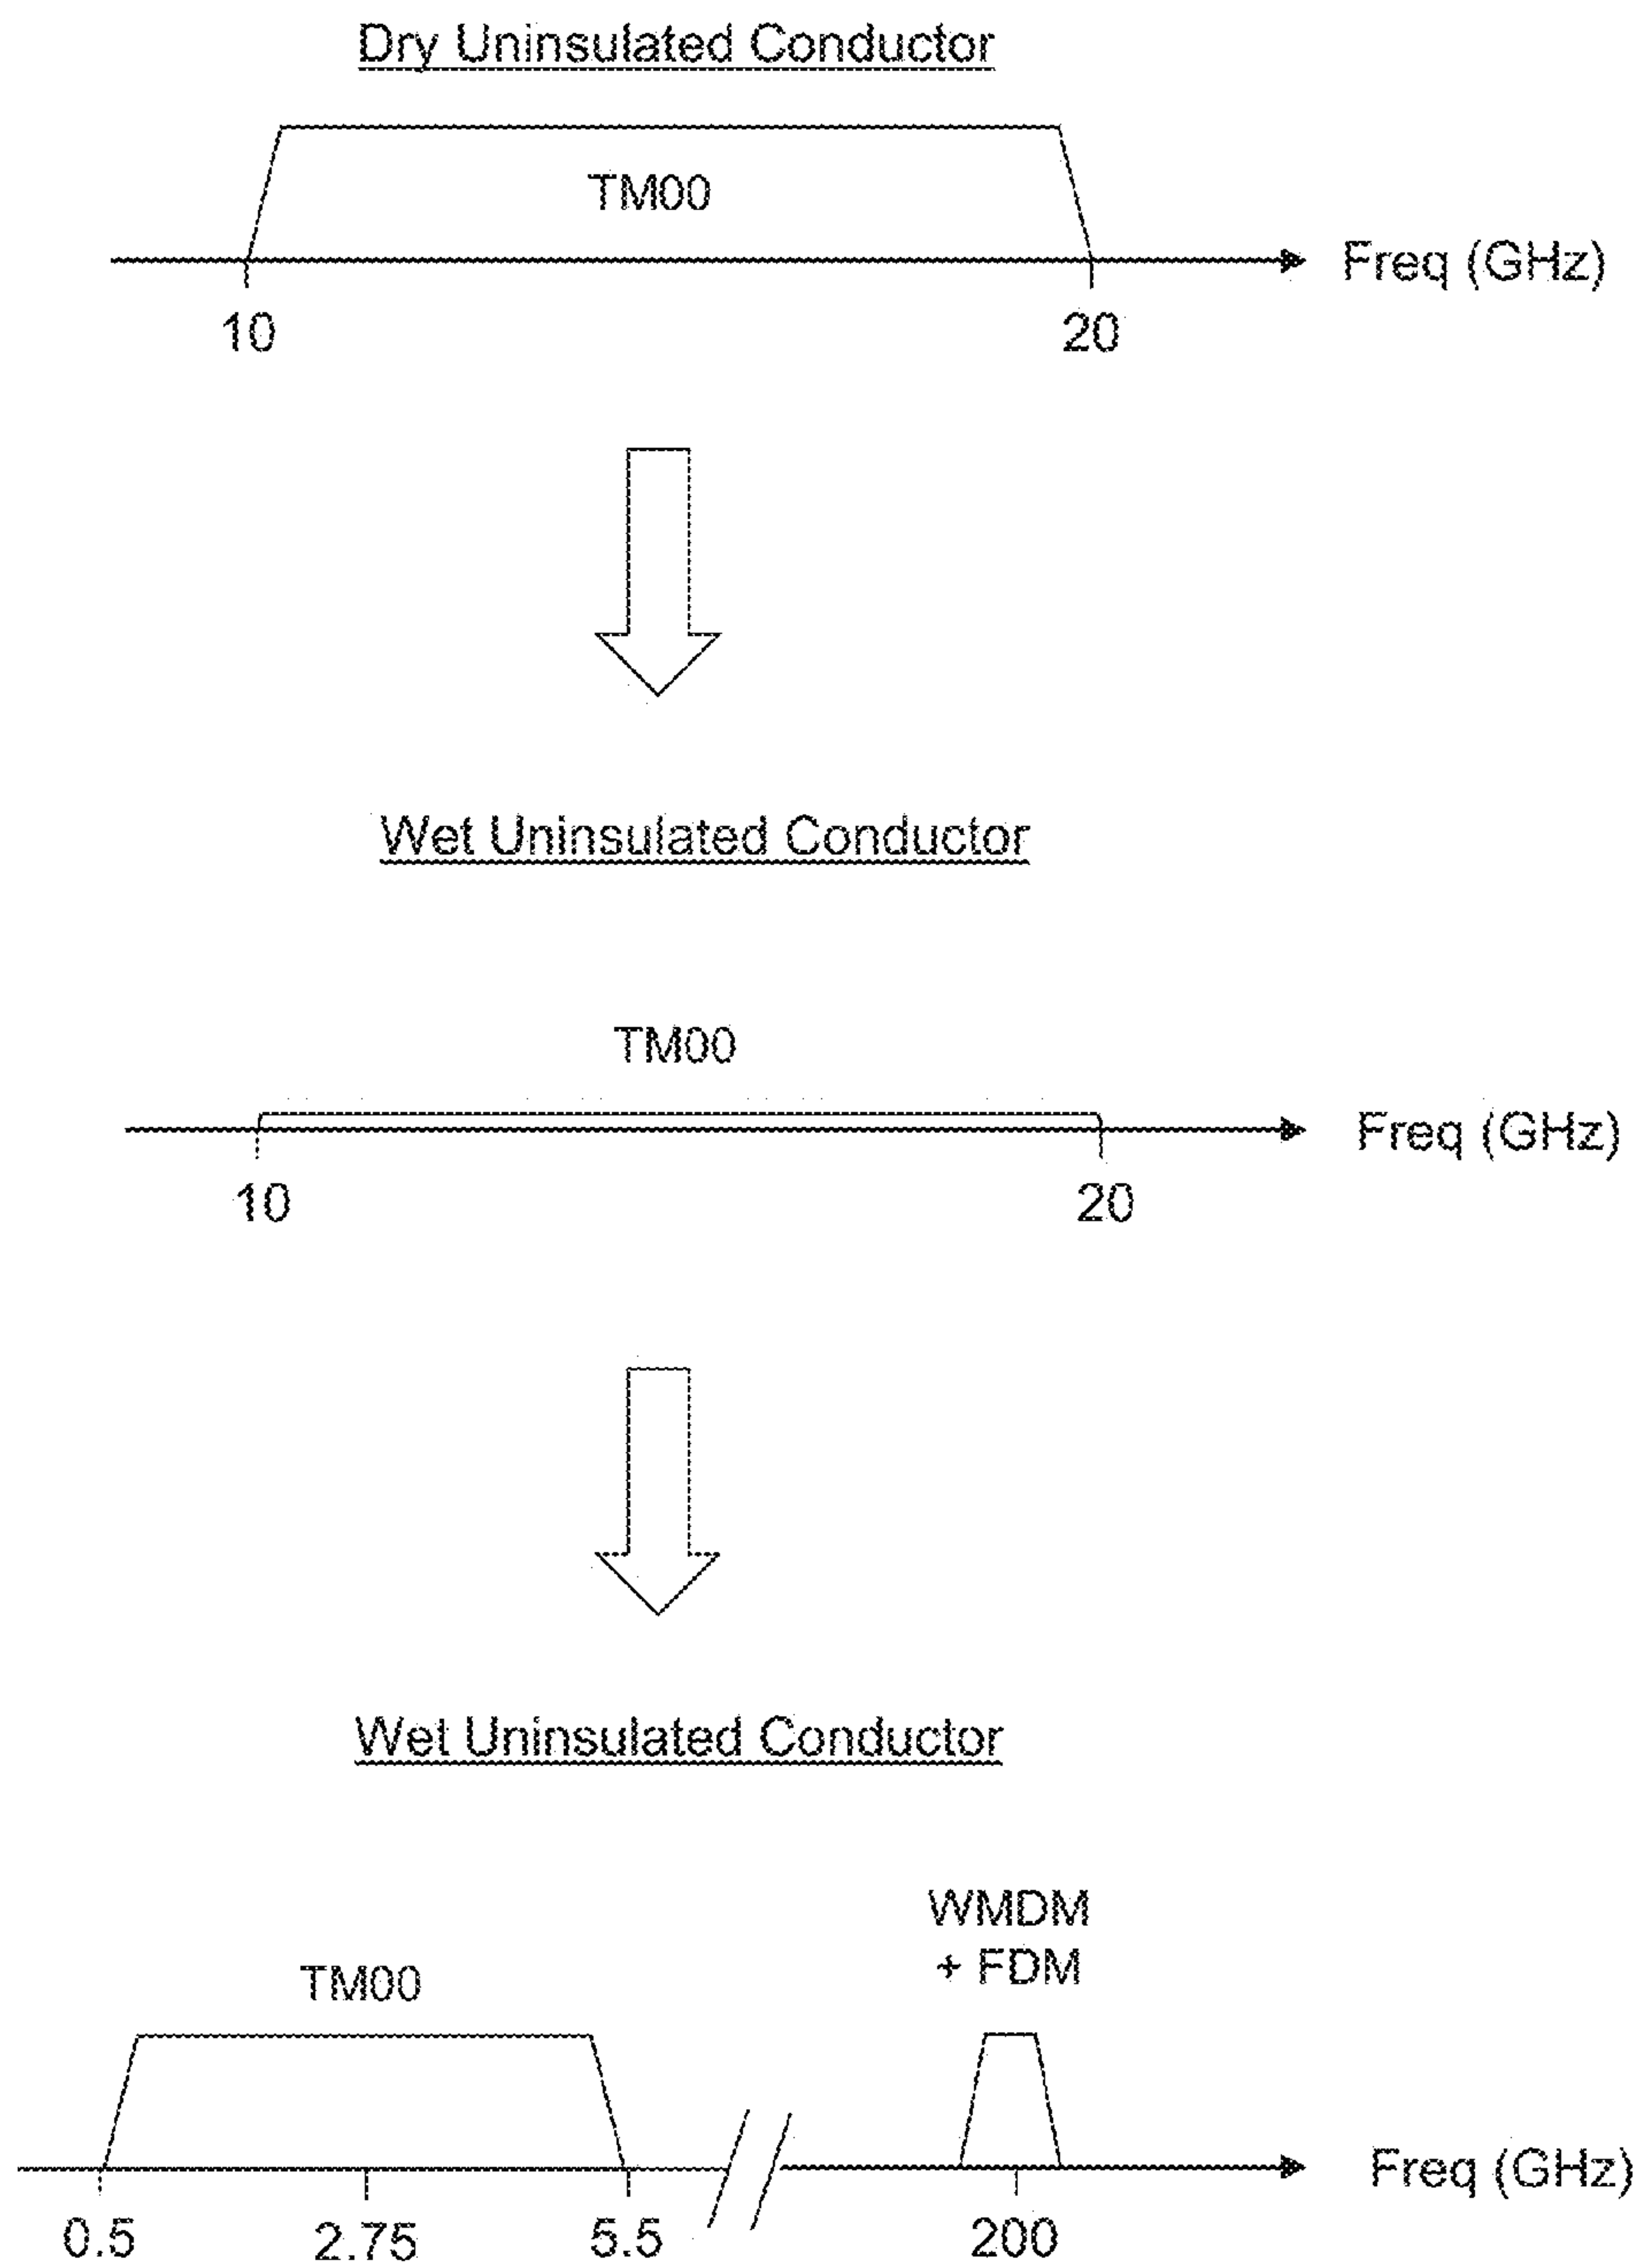 Dry Uninsulated Conductor
TM00
Freq (GHz)
10
20
Wet Uninsulated Conductor
TM00
Freq (GHz)
10
20
Wet Uninsulated Conductor
WMDM
+ FDM
TM00
Freq (GHz)
0.5
2.75
5.5
200